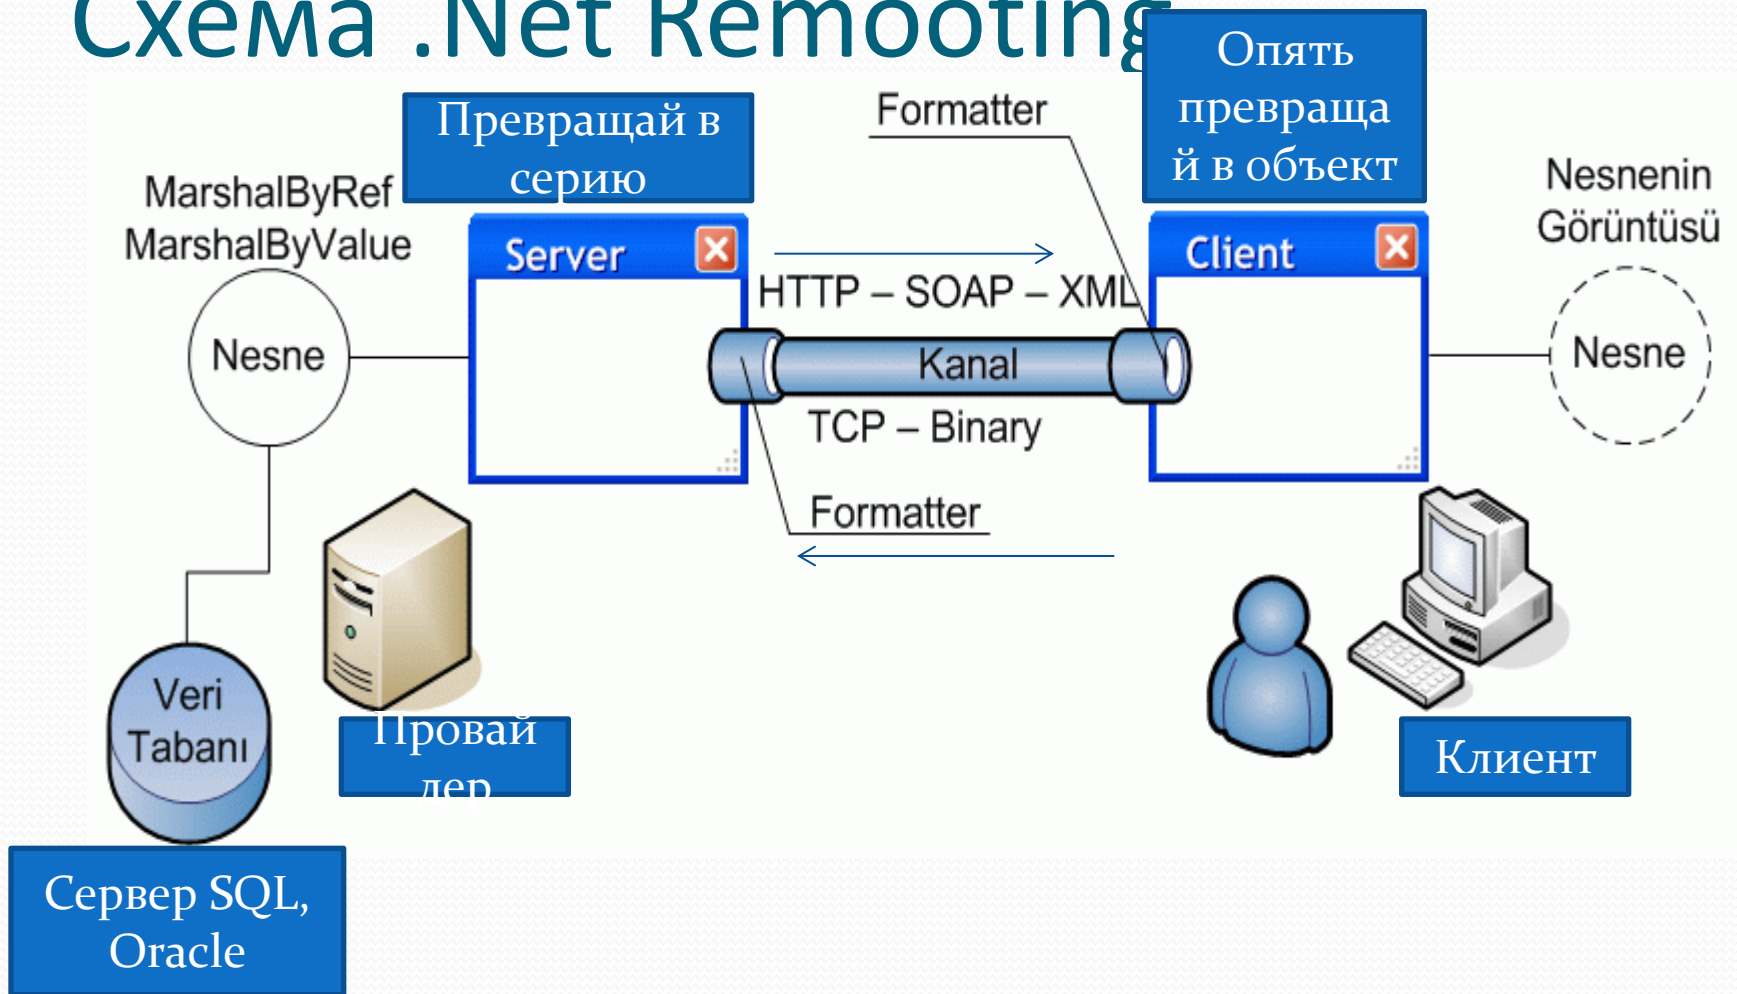 Схема .Net Remooting
Опять
превраща
й в объект
Превращай в
серию
Formatter
MarshalByRef
MarshalByValue
Nesnenin
Görüntüsü
Server
Client
HTTP – SOAP – XML
Nesne
Kanal
Nesne
TCP – Binary
Formatter
Veri
Tabanı
Провай
дер
Клиент
Сервер SQL,
Oracle